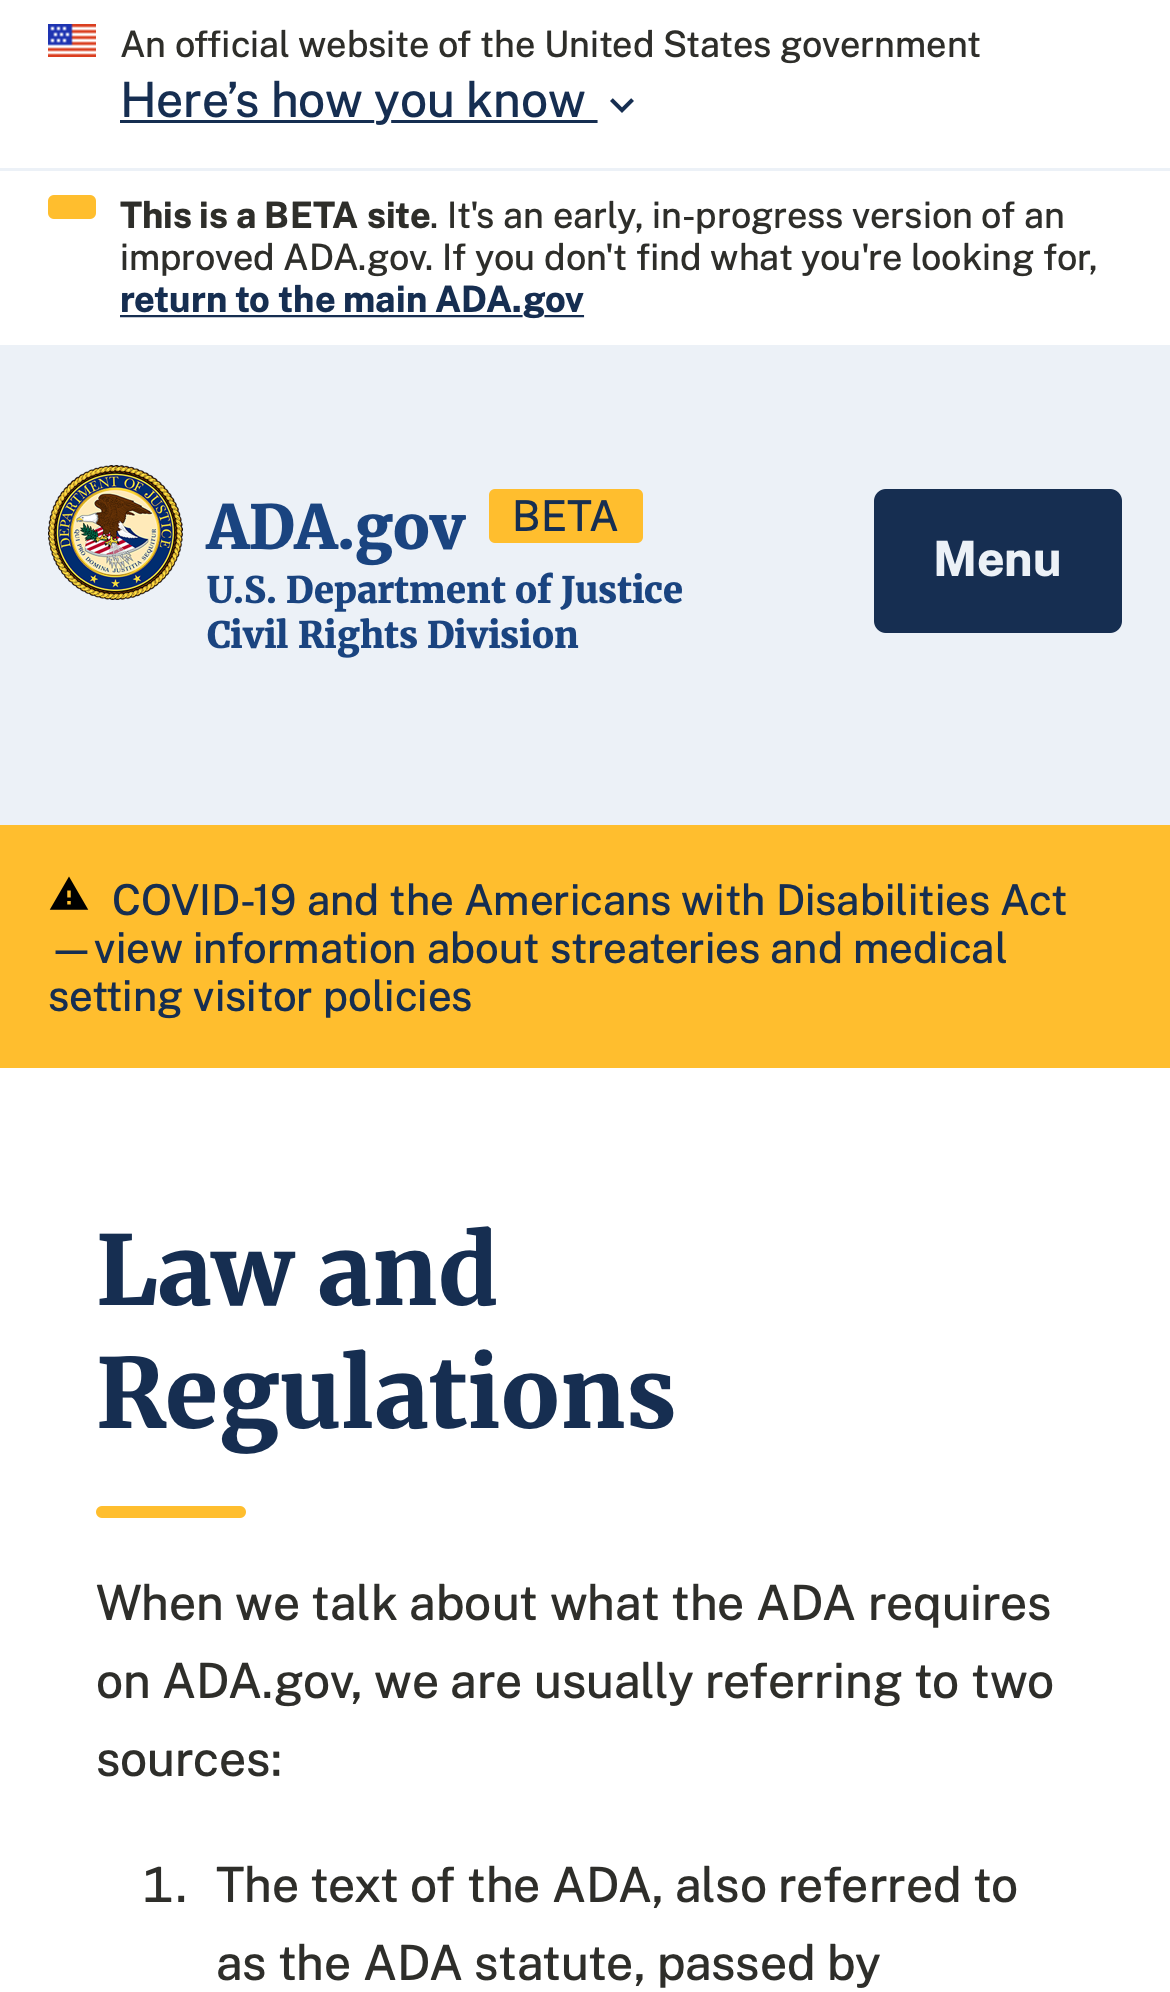 An official website of the United States government
Here’s how you know
This is a BETA site. It's an early, in-progress version of an
improved ADA.gov. If you don't find what you're looking for,
return to the main ADA.gov
DEPARTMENT OF JUSTICE
QUI PRO DOMINA JUSTITIA SEQUITUR
ADA.gov BETA
U.S. Department of Justice
Civil Rights Division
Menu
COVID-19 and the Americans with Disabilities Act
—view information about streateries and medical
setting visitor policies
Law and
Regulations
When we talk about what the ADA requires
on ADA.gov, we are usually referring to two
sources:
1. The text of the ADA, also referred to
as the ADA statute, passed by